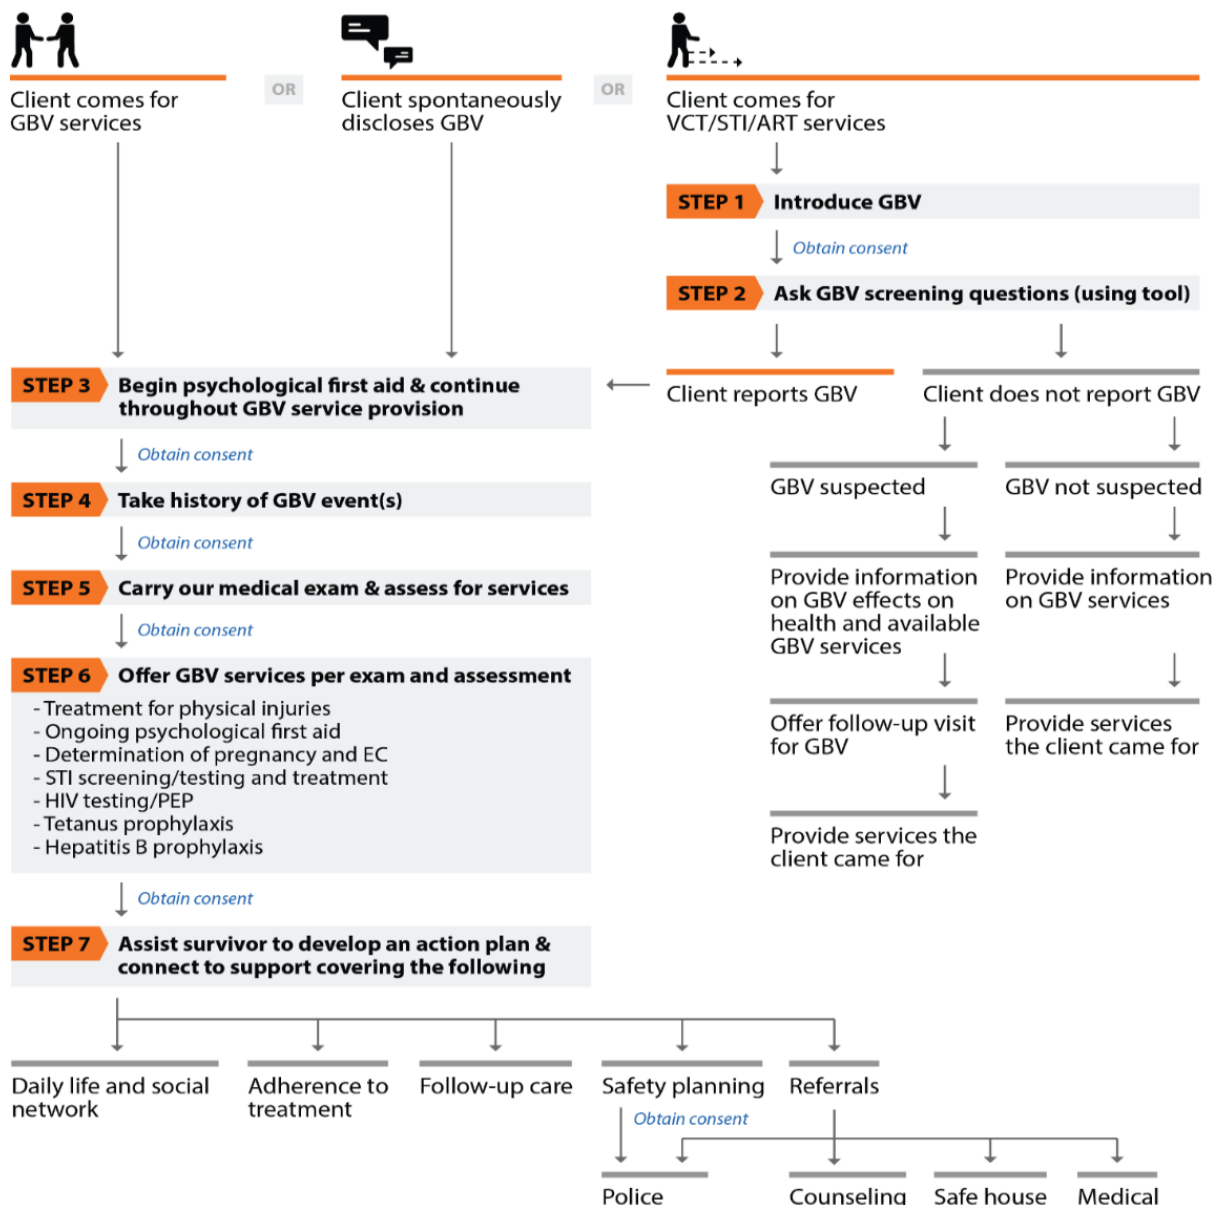 Client comes for
GBV services
OR
Client spontaneously
discloses GBV
OR
Client comes for
VCT/STI/ART services
STEP 1 Introduce GBV
Obtain consent
STEP 2 Ask GBV screening questions (using tool)
Client reports GBV
Client does not report GBV
GBV suspected
GBV not suspected
Provide information
on GBV effects on
health and available
GBV services
Provide information
on GBV services
Offer follow-up visit
for GBV
Provide services
the client came for
Provide services the
client came for
STEP 3 Begin psychological first aid & continue
throughout GBV service provision
Obtain consent
STEP 4 Take history of GBV event(s)
Obtain consent
STEP 5 Carry our medical exam & assess for services
Obtain consent
STEP 6 Offer GBV services per exam and assessment
- Treatment for physical injuries
- Ongoing psychological first aid
- Determination of pregnancy and EC
- STI screening/testing and treatment
- HIV testing/PEP
- Tetanus prophylaxis
- Hepatitis B prophylaxis
Obtain consent
STEP 7 Assist survivor to develop an action plan &
connect to support covering the following
Daily life and social
network
Adherence to
treatment
Follow-up care
Safety planning
Referrals
Obtain consent
Police
Counseling
Safe house
Medical